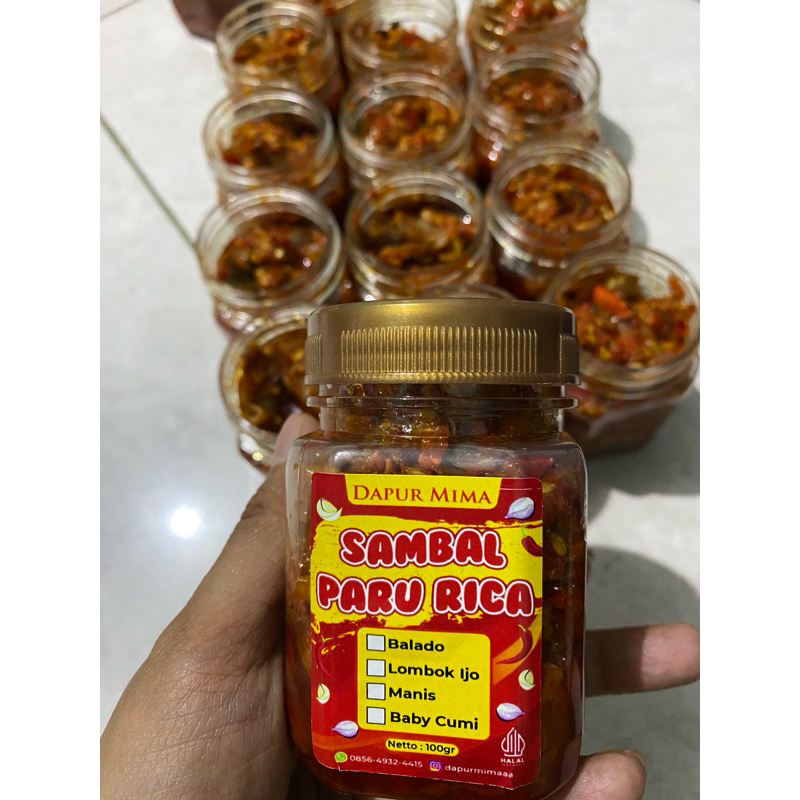 DAPUR MIMA
SAMBAL
PARU RICA
Balado
Lombok Ijo
Manis
Baby Cumi
Netto : 100gr
0856-4932-4415 dapurmimaaa
HALAL